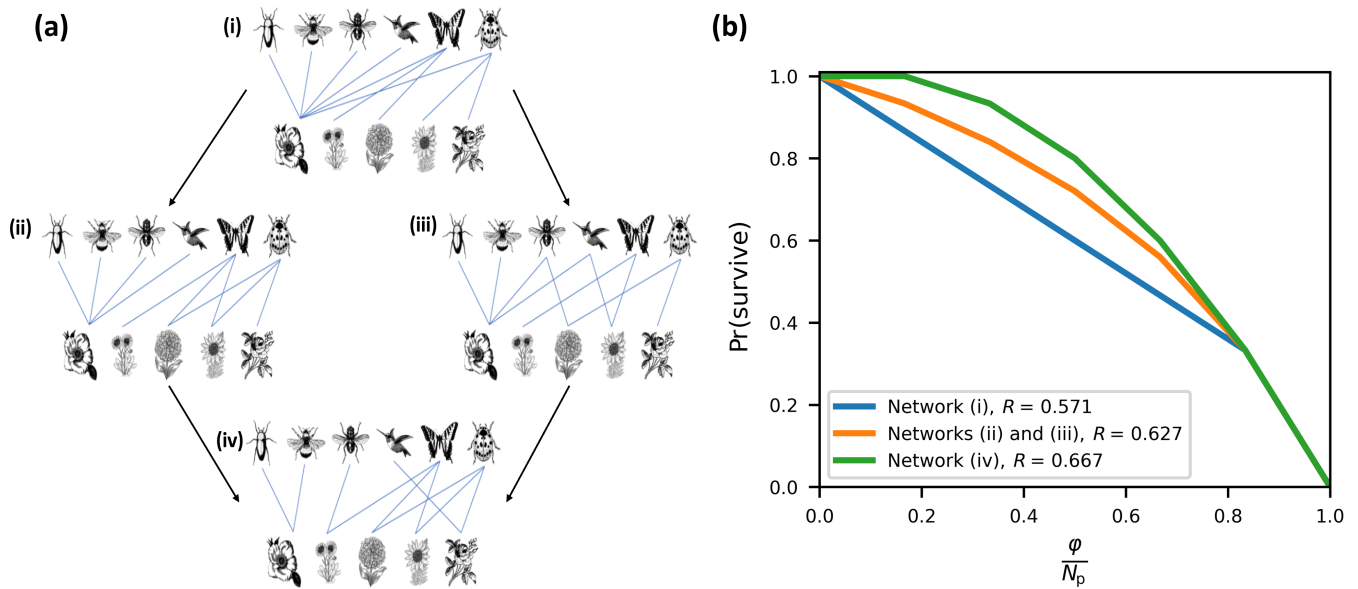 (a)
(i)
(ii)
(iii)
(iv)
(b)
Pr(survive)
1.0
0.8
0.6
0.4
0.2
0.0
Network (i), R = 0.571
Networks (ii) and (iii), R = 0.627
Network (iv), R = 0.667
0.0 0.2 0.4 0.6 0.8 1.0
φ
Np